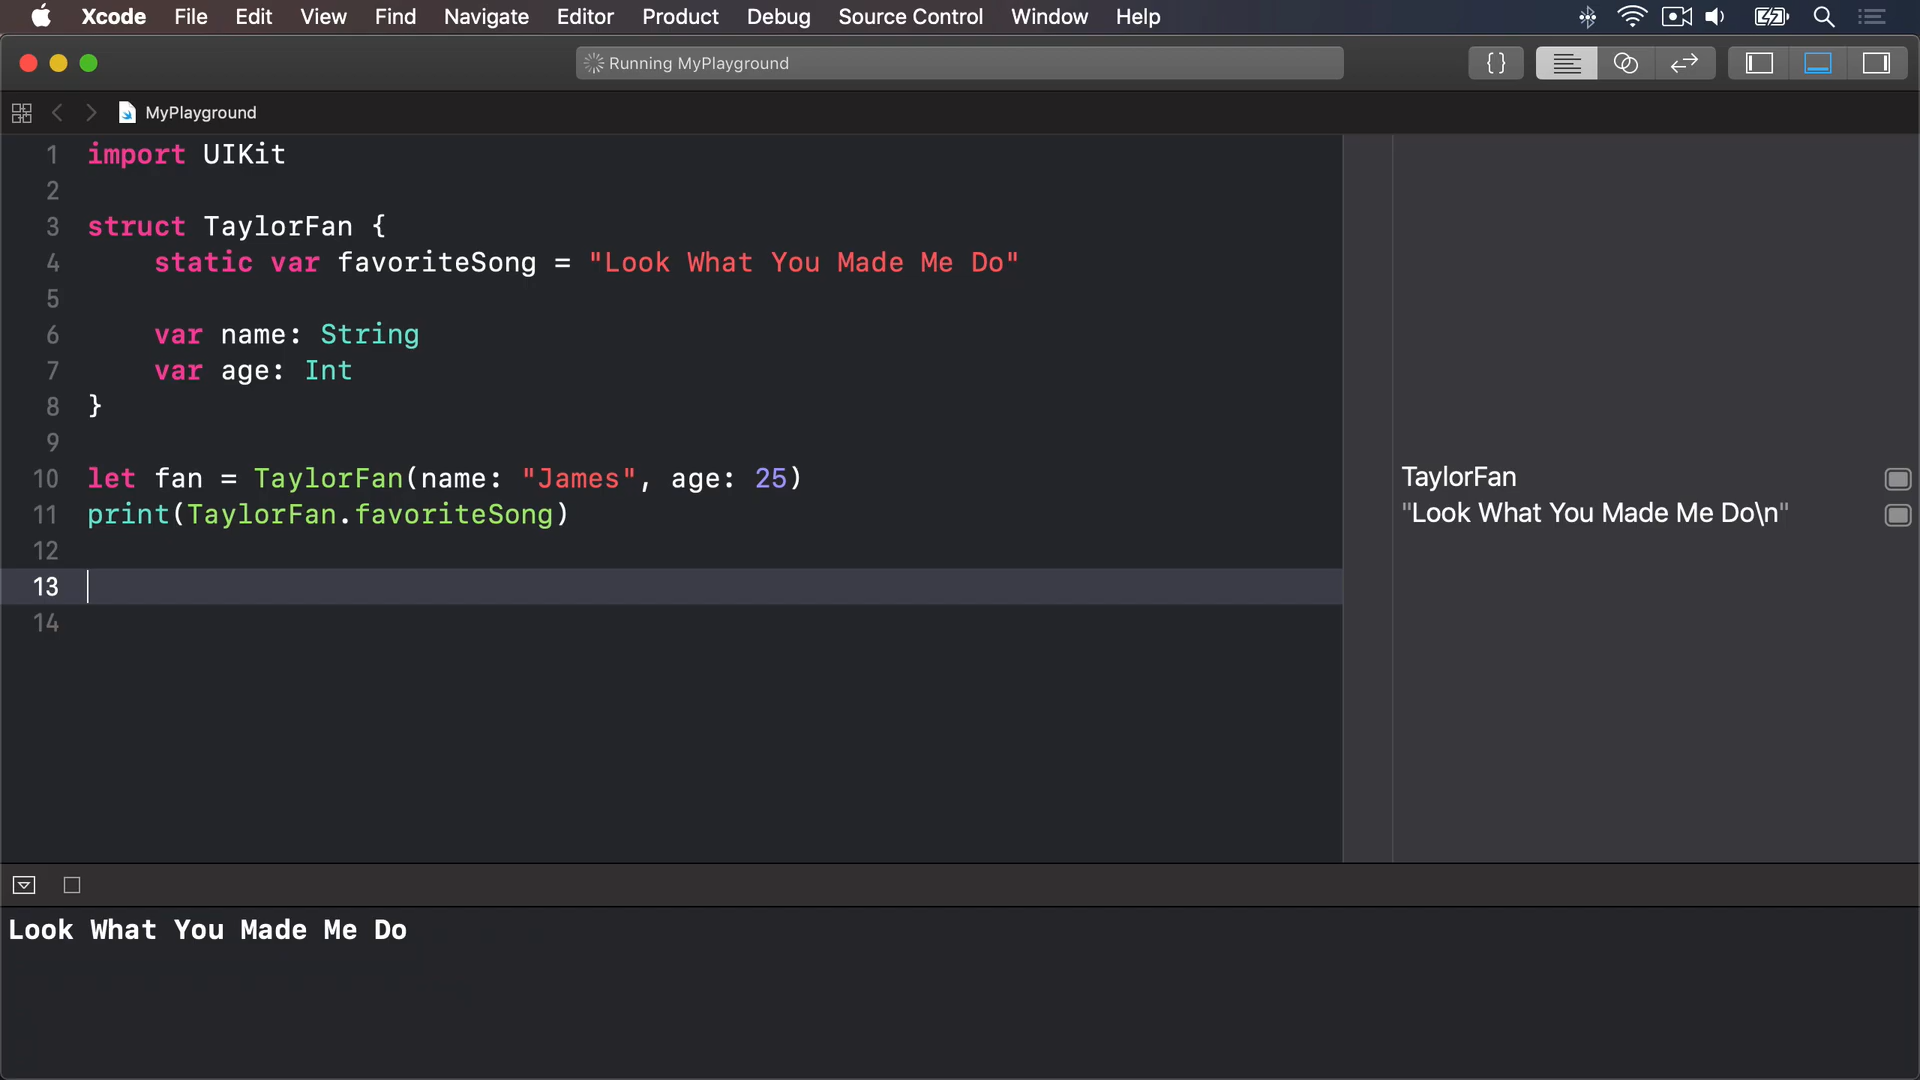 Xcode File Edit View Find Navigate Editor Product Debug Source Control Window Help
Running MyPlayground
{}
MyPlayground
1 import UIKit
2
3 struct TaylorFan {
4     static var favoriteSong = "Look What You Made Me Do"
5
6     var name: String
7     var age: Int
8 }
9
10 let fan = TaylorFan(name: "James", age: 25)
TaylorFan
11 print(TaylorFan.favoriteSong)
"Look What You Made Me Do\n"
12
13
14
Look What You Made Me Do